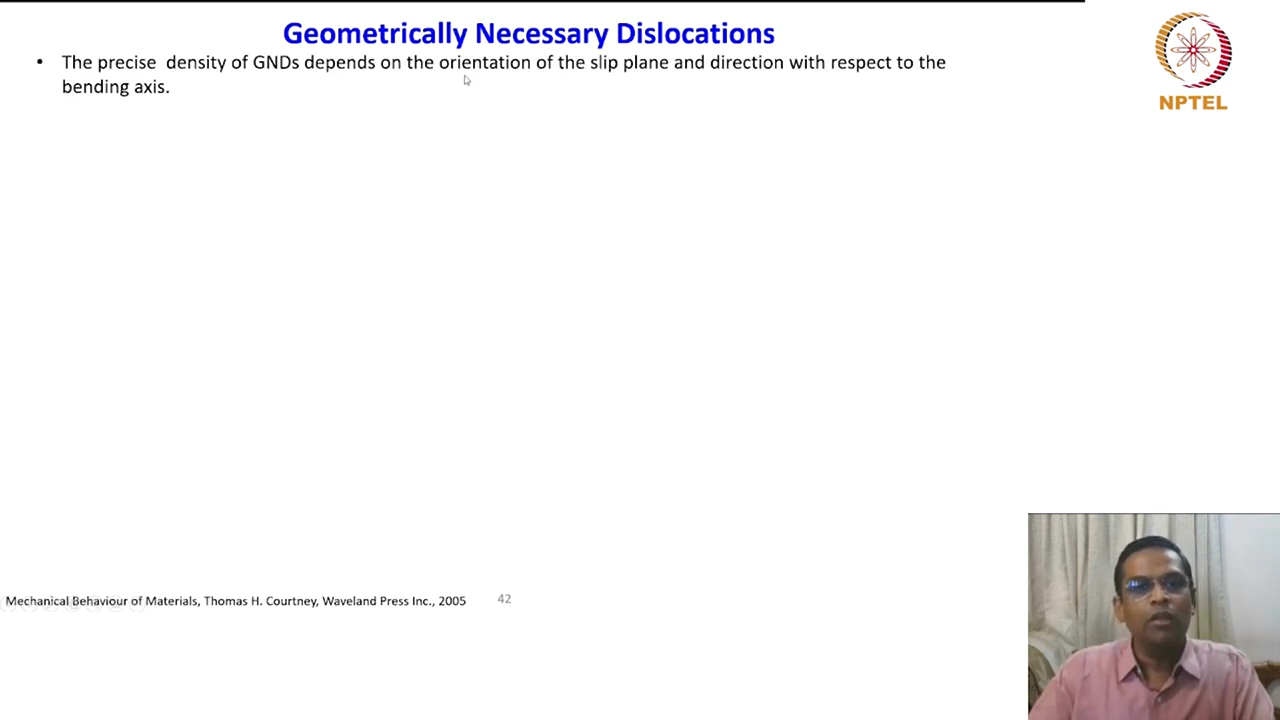 Geometrically Necessary Dislocations
• The precise density of GNDs depends on the orientation of the slip plane and direction with respect to the
bending axis.
NPTEL
Mechanical Behaviour of Materials, Thomas H. Courtney, Waveland Press Inc., 2005
42